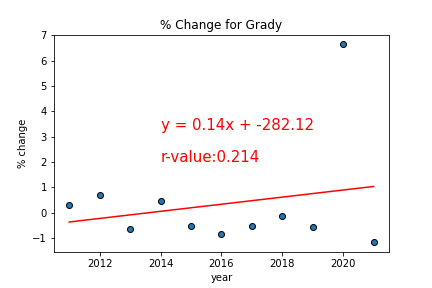 % Change for Grady
7
6
5
4
3
2
1
0
−1
% change
y = 0.14x + -282.12
r-value:0.214
2012 2014 2016 2018 2020
year